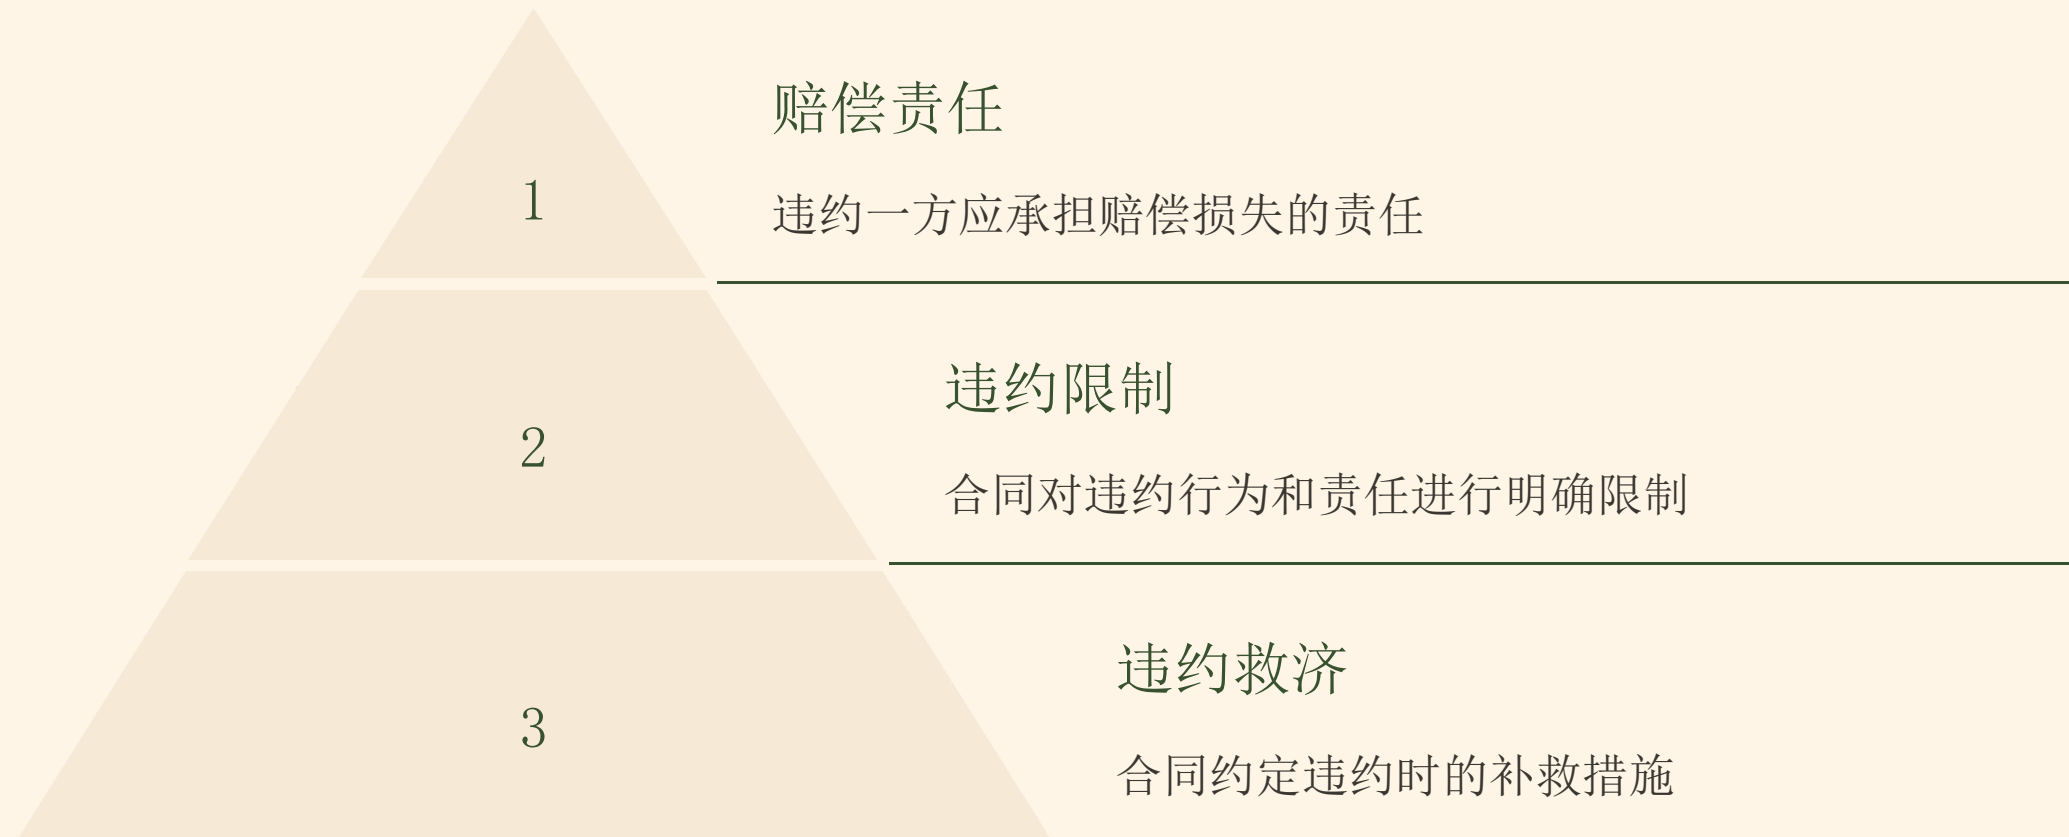 1
赔偿责任
违约一方应承担赔偿损失的责任
2
违约限制
合同对违约行为和责任进行明确限制
3
违约救济
合同约定违约时的补救措施